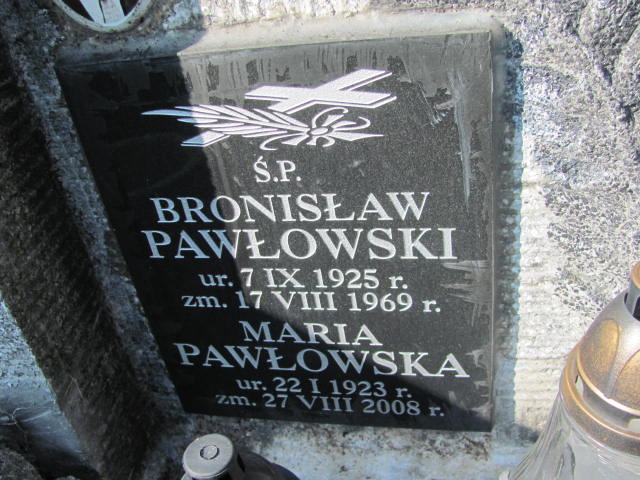 Ś.P.
BRONISŁAW
PAWŁOWSKI
ur. 7 IX 1925 r.
zm. 17 VIII 1969 r.
MARIA
PAWŁOWSKA
ur. 22 I 1923 r.
zm. 27 VIII 2008 r.